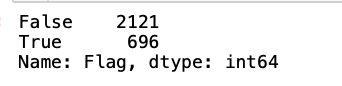 False    2121
True      696
Name: Flag, dtype: int64